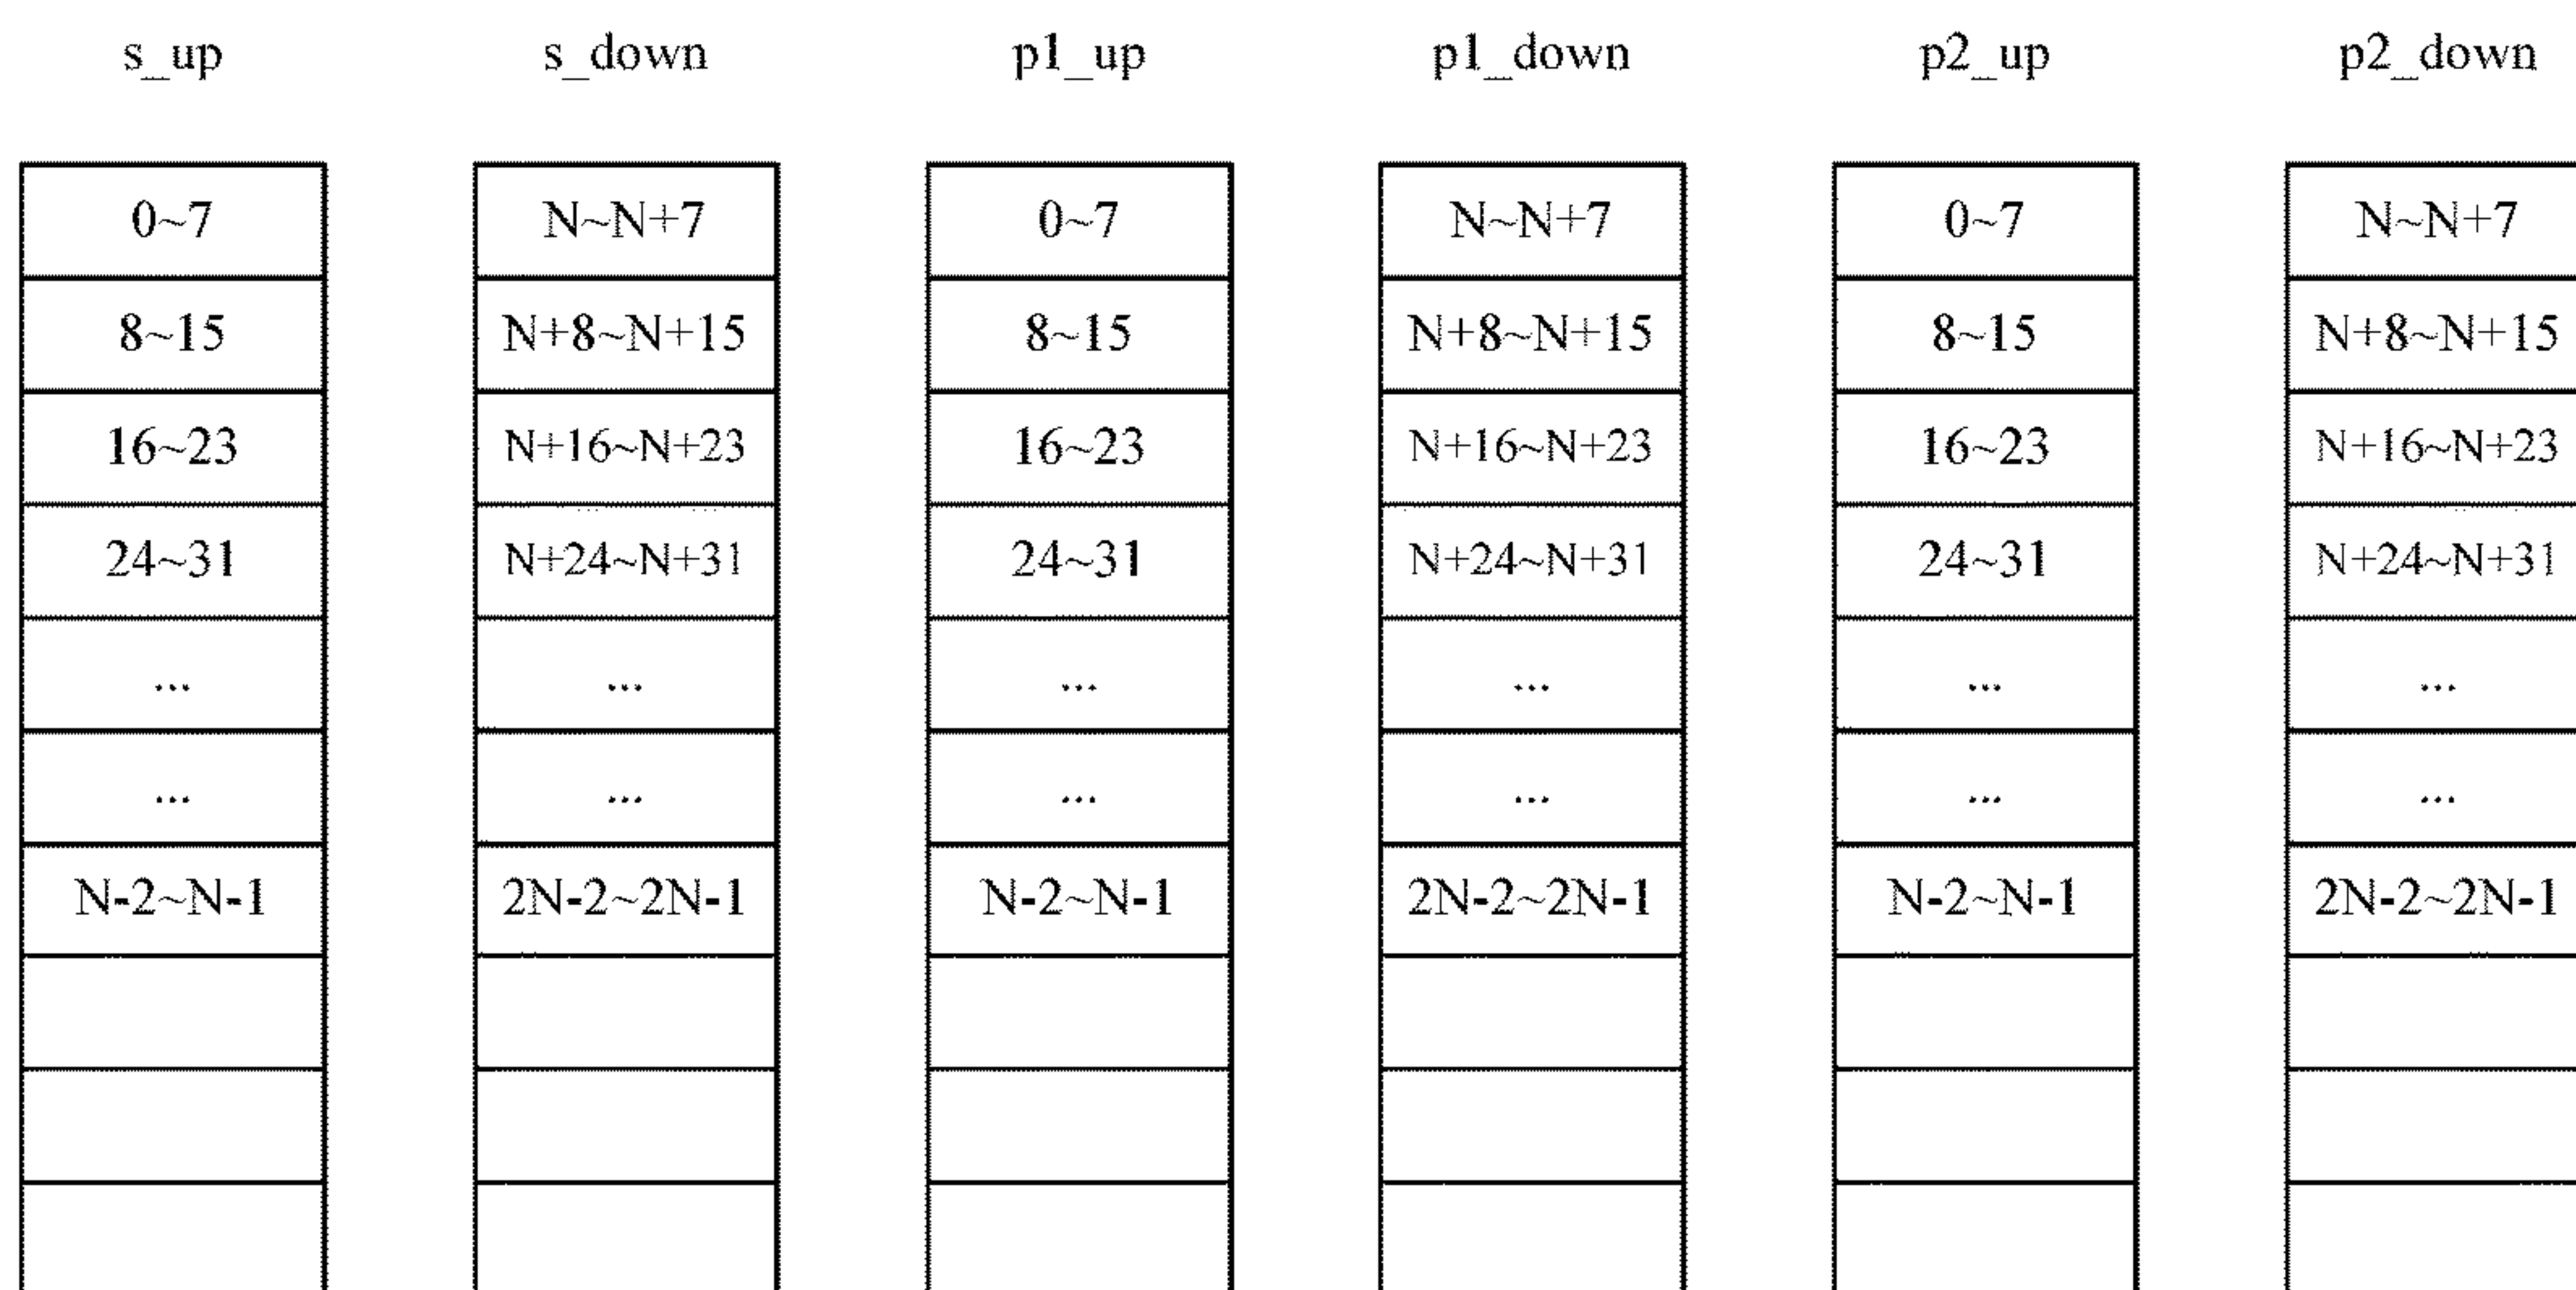 s_up s_down p1_up p1_down p2_up p2_down
0~7 N~N+7 0~7 N~N+7 0~7 N~N+7
8~15 N+8~N+15 8~15 N+8~N+15 8~15 N+8~N+15
16~23 N+16~N+23 16~23 N+16~N+23 16~23 N+16~N+23
24~31 N+24~N+31 24~31 N+24~N+31 24~31 N+24~N+31
... ... ... ... ... ...
... ... ... ... ... ...
N-2~N-1 2N-2~2N-1 N-2~N-1 2N-2~2N-1 N-2~N-1 2N-2~2N-1